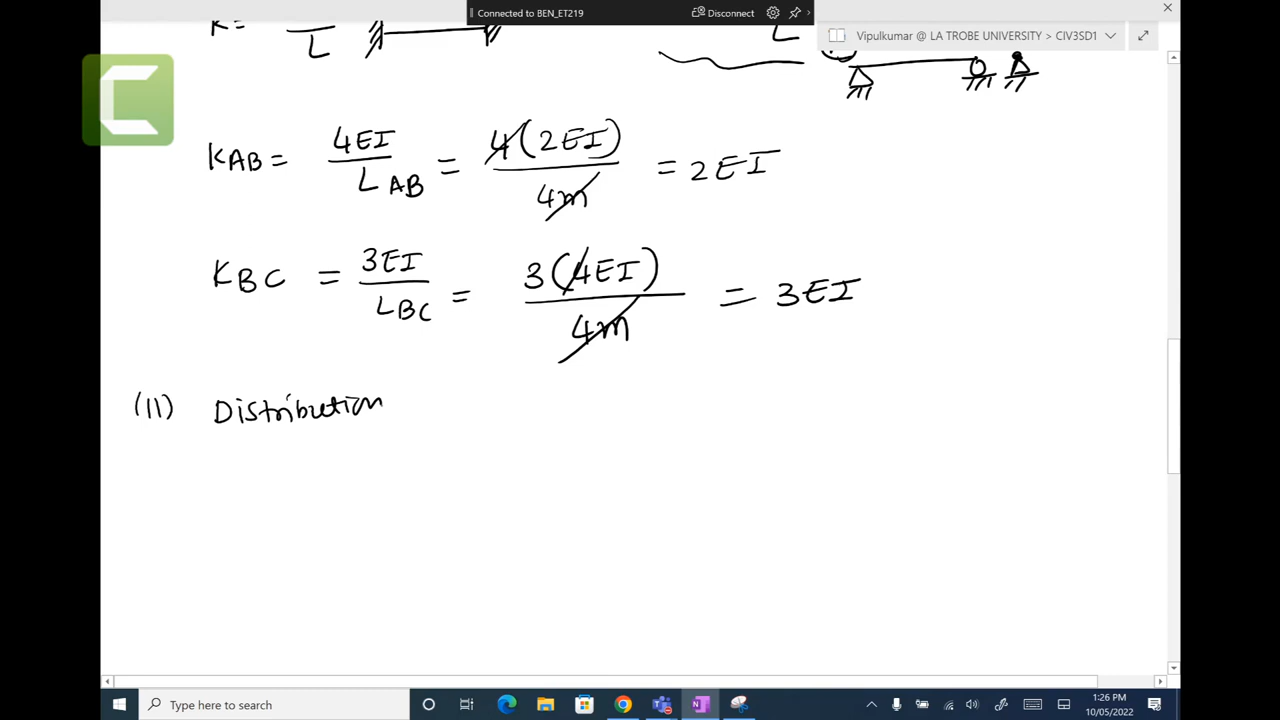 Connected to BEN_ET219 Disconnect
Vipulkumar @ LA TROBE UNIVERSITY > CIV3SD1
K = L
L
KAB = 4EI / LAB = 4(2EI) / 4m = 2EI
KBC = 3EI / LBC = 3(4EI) / 4m = 3EI
(II) Distribution
Type here to search
1:26 PM
10/05/2022